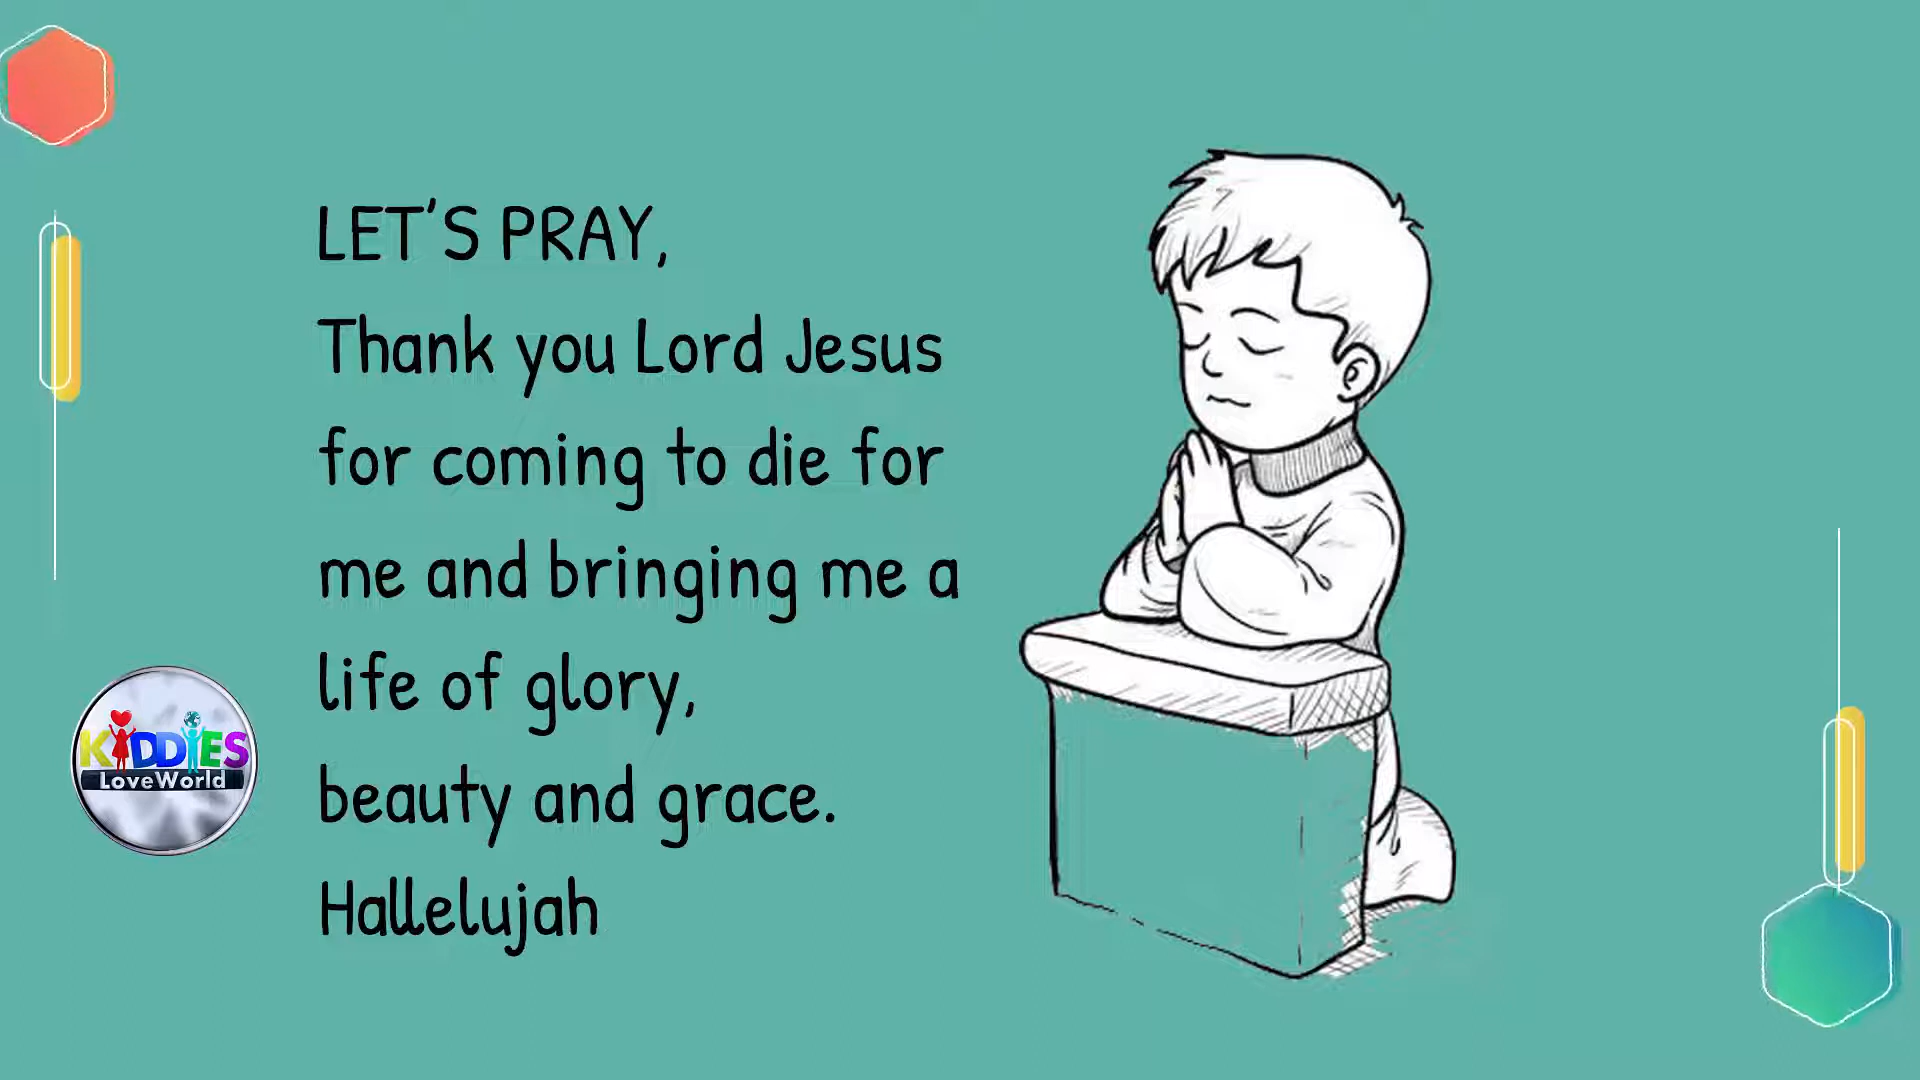 LET'S PRAY,
Thank you Lord Jesus
for coming to die for
me and bringing me a
life of glory,
beauty and grace.
Hallelujah
KIDDIES
LoveWorld